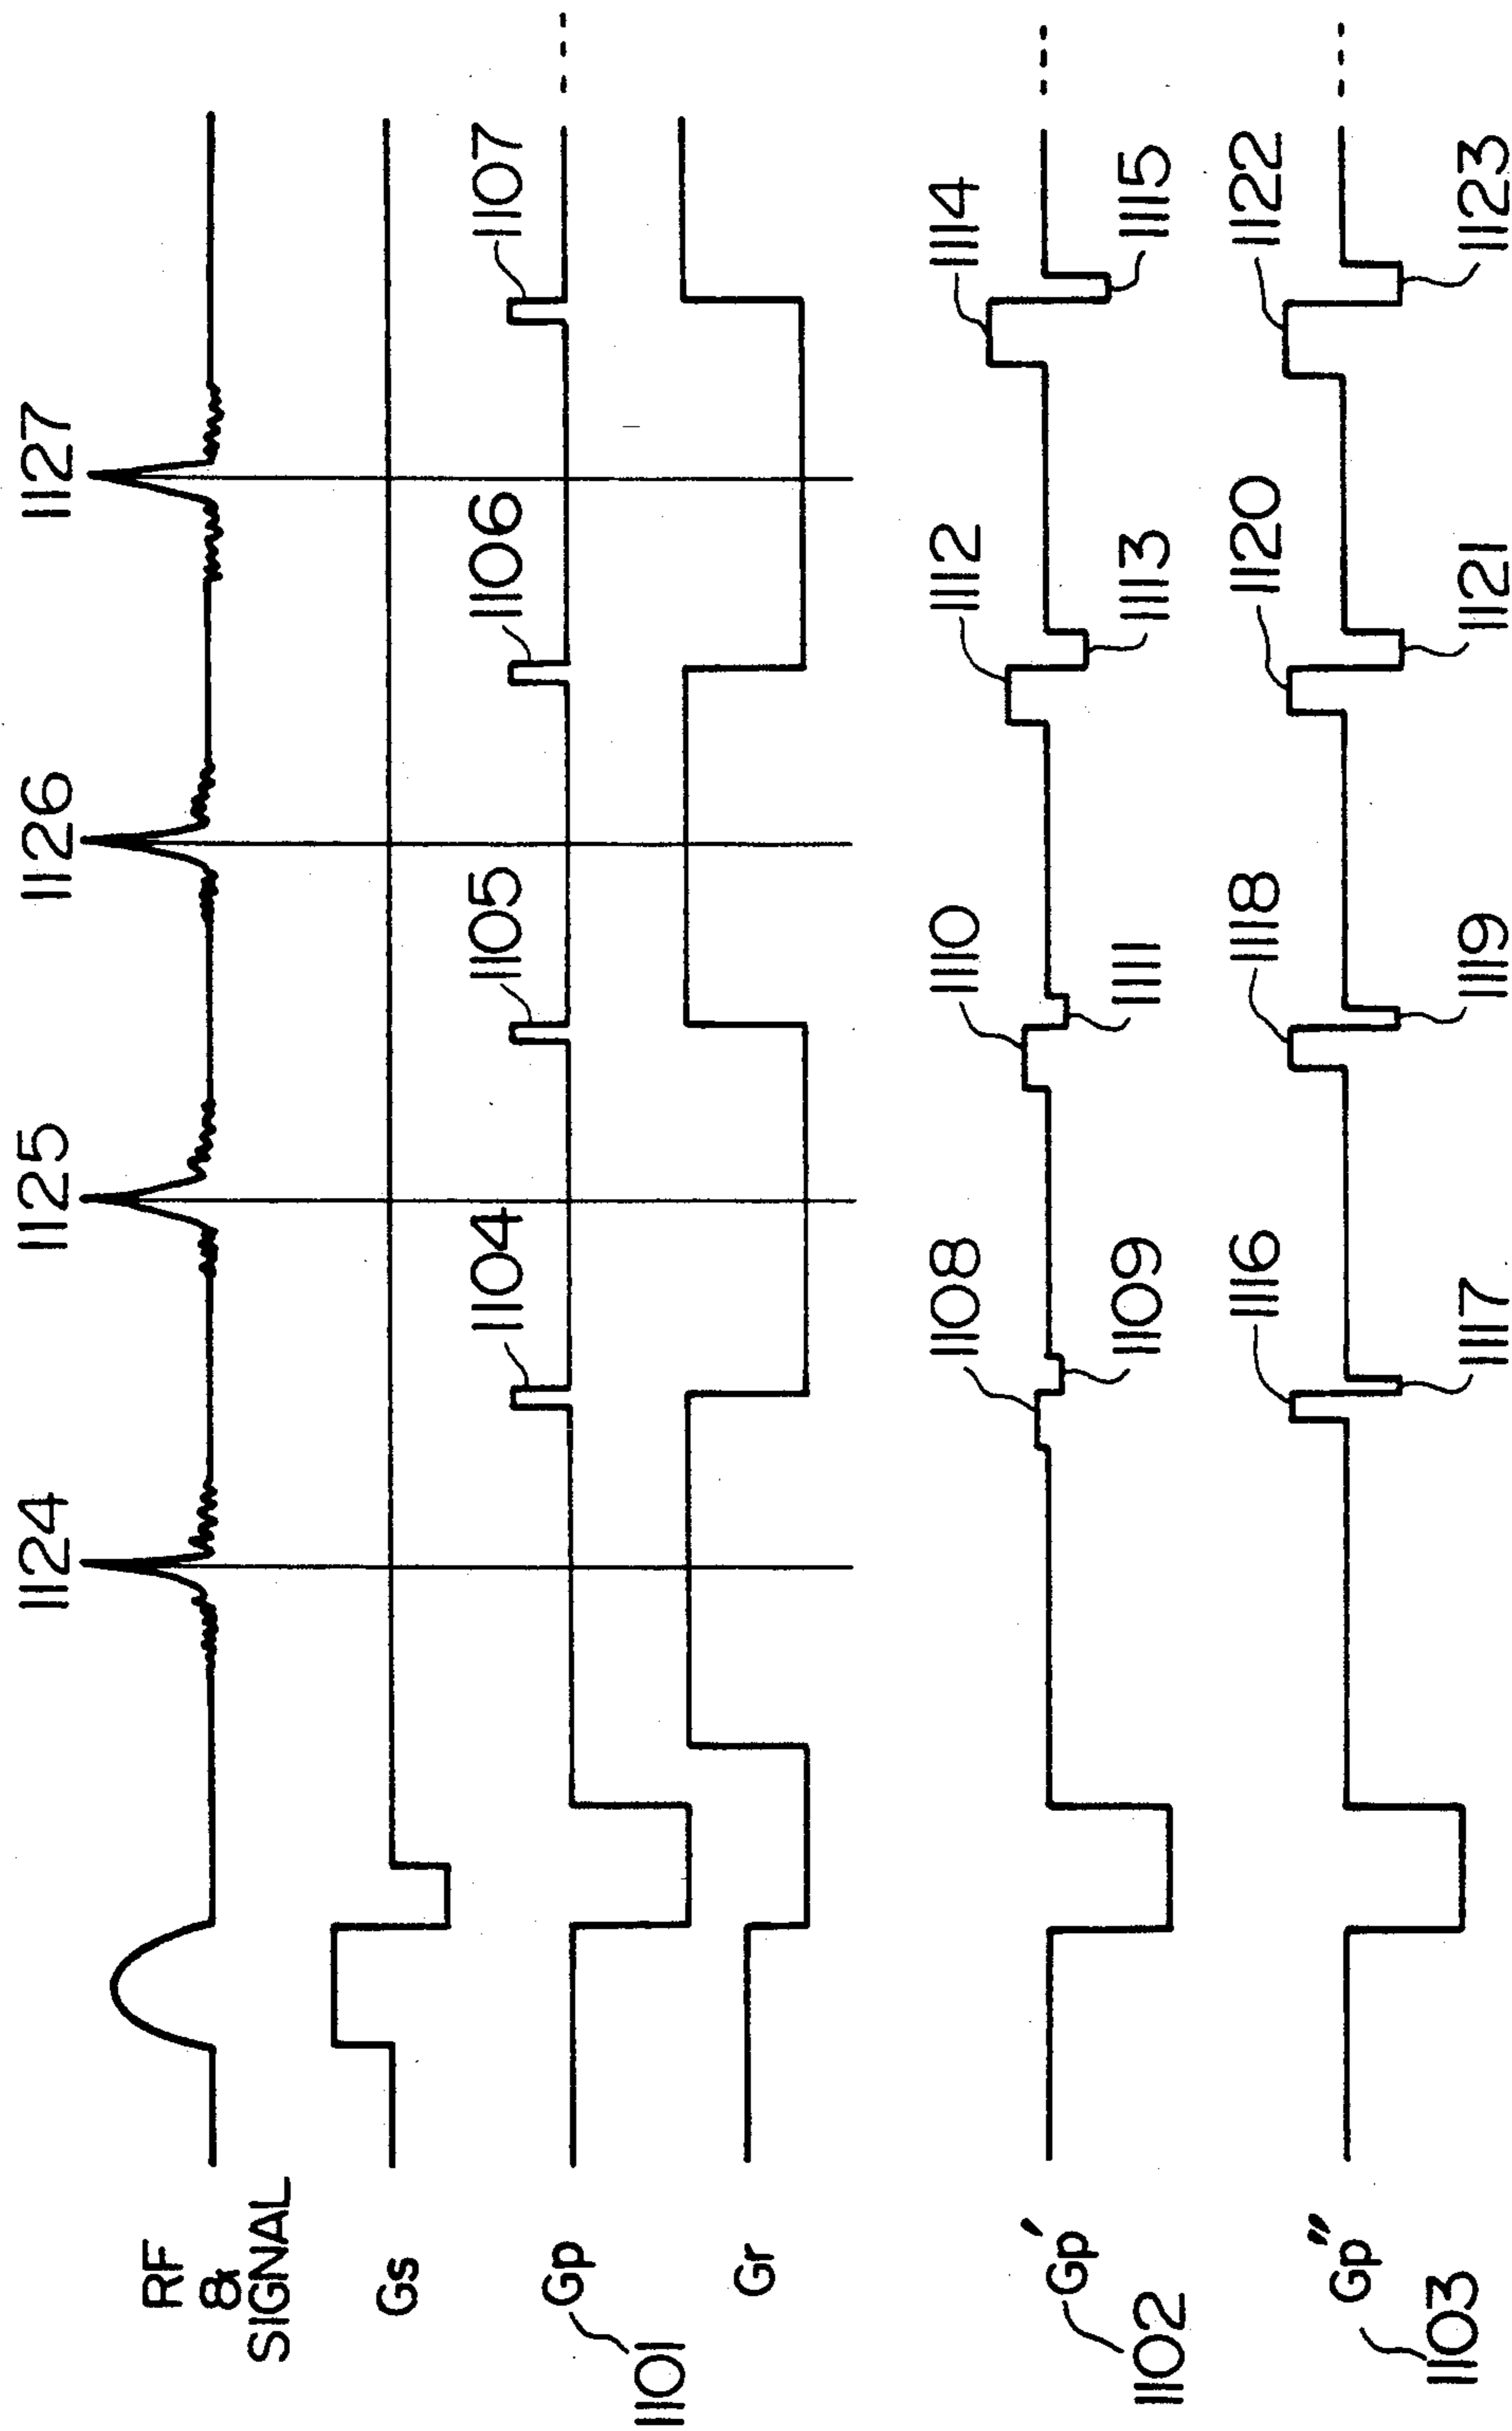 1124 1125 1126 1127
RF
&
SIGNAL
Gs
Gp
1101
1104 1105 1106 1107
Gr
1108 1110 1112 1114
Gp'
1102
1109 1111 1113 1115
1116 1118 1120 1122
Gp"
1103
1117 1119 1121 1123